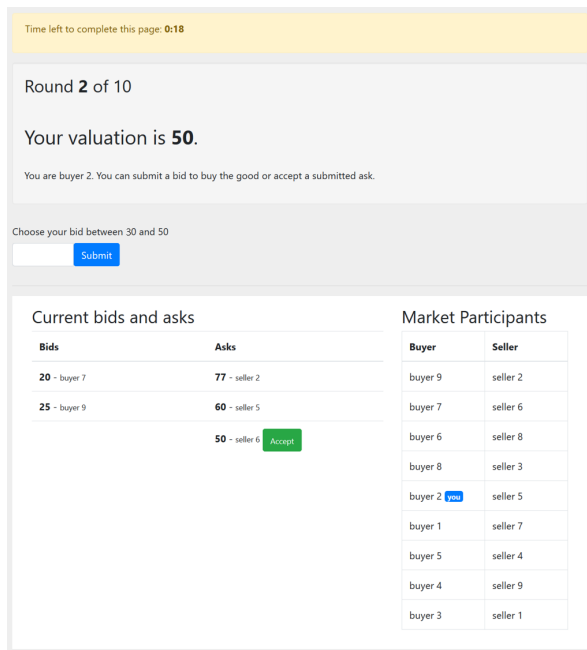 Time left to complete this page: 0:18
Round 2 of 10
Your valuation is 50.
You are buyer 2. You can submit a bid to buy the good or accept a submitted ask.
Choose your bid between 30 and 50
Submit
Current bids and asks
Bids Asks
20 - buyer 7 77 - seller 2
25 - buyer 9 60 - seller 5
50 - seller 6 Accept
Market Participants
Buyer Seller
buyer 9 seller 2
buyer 7 seller 6
buyer 6 seller 8
buyer 8 seller 3
buyer 2 you seller 5
buyer 1 seller 7
buyer 5 seller 4
buyer 4 seller 9
buyer 3 seller 1